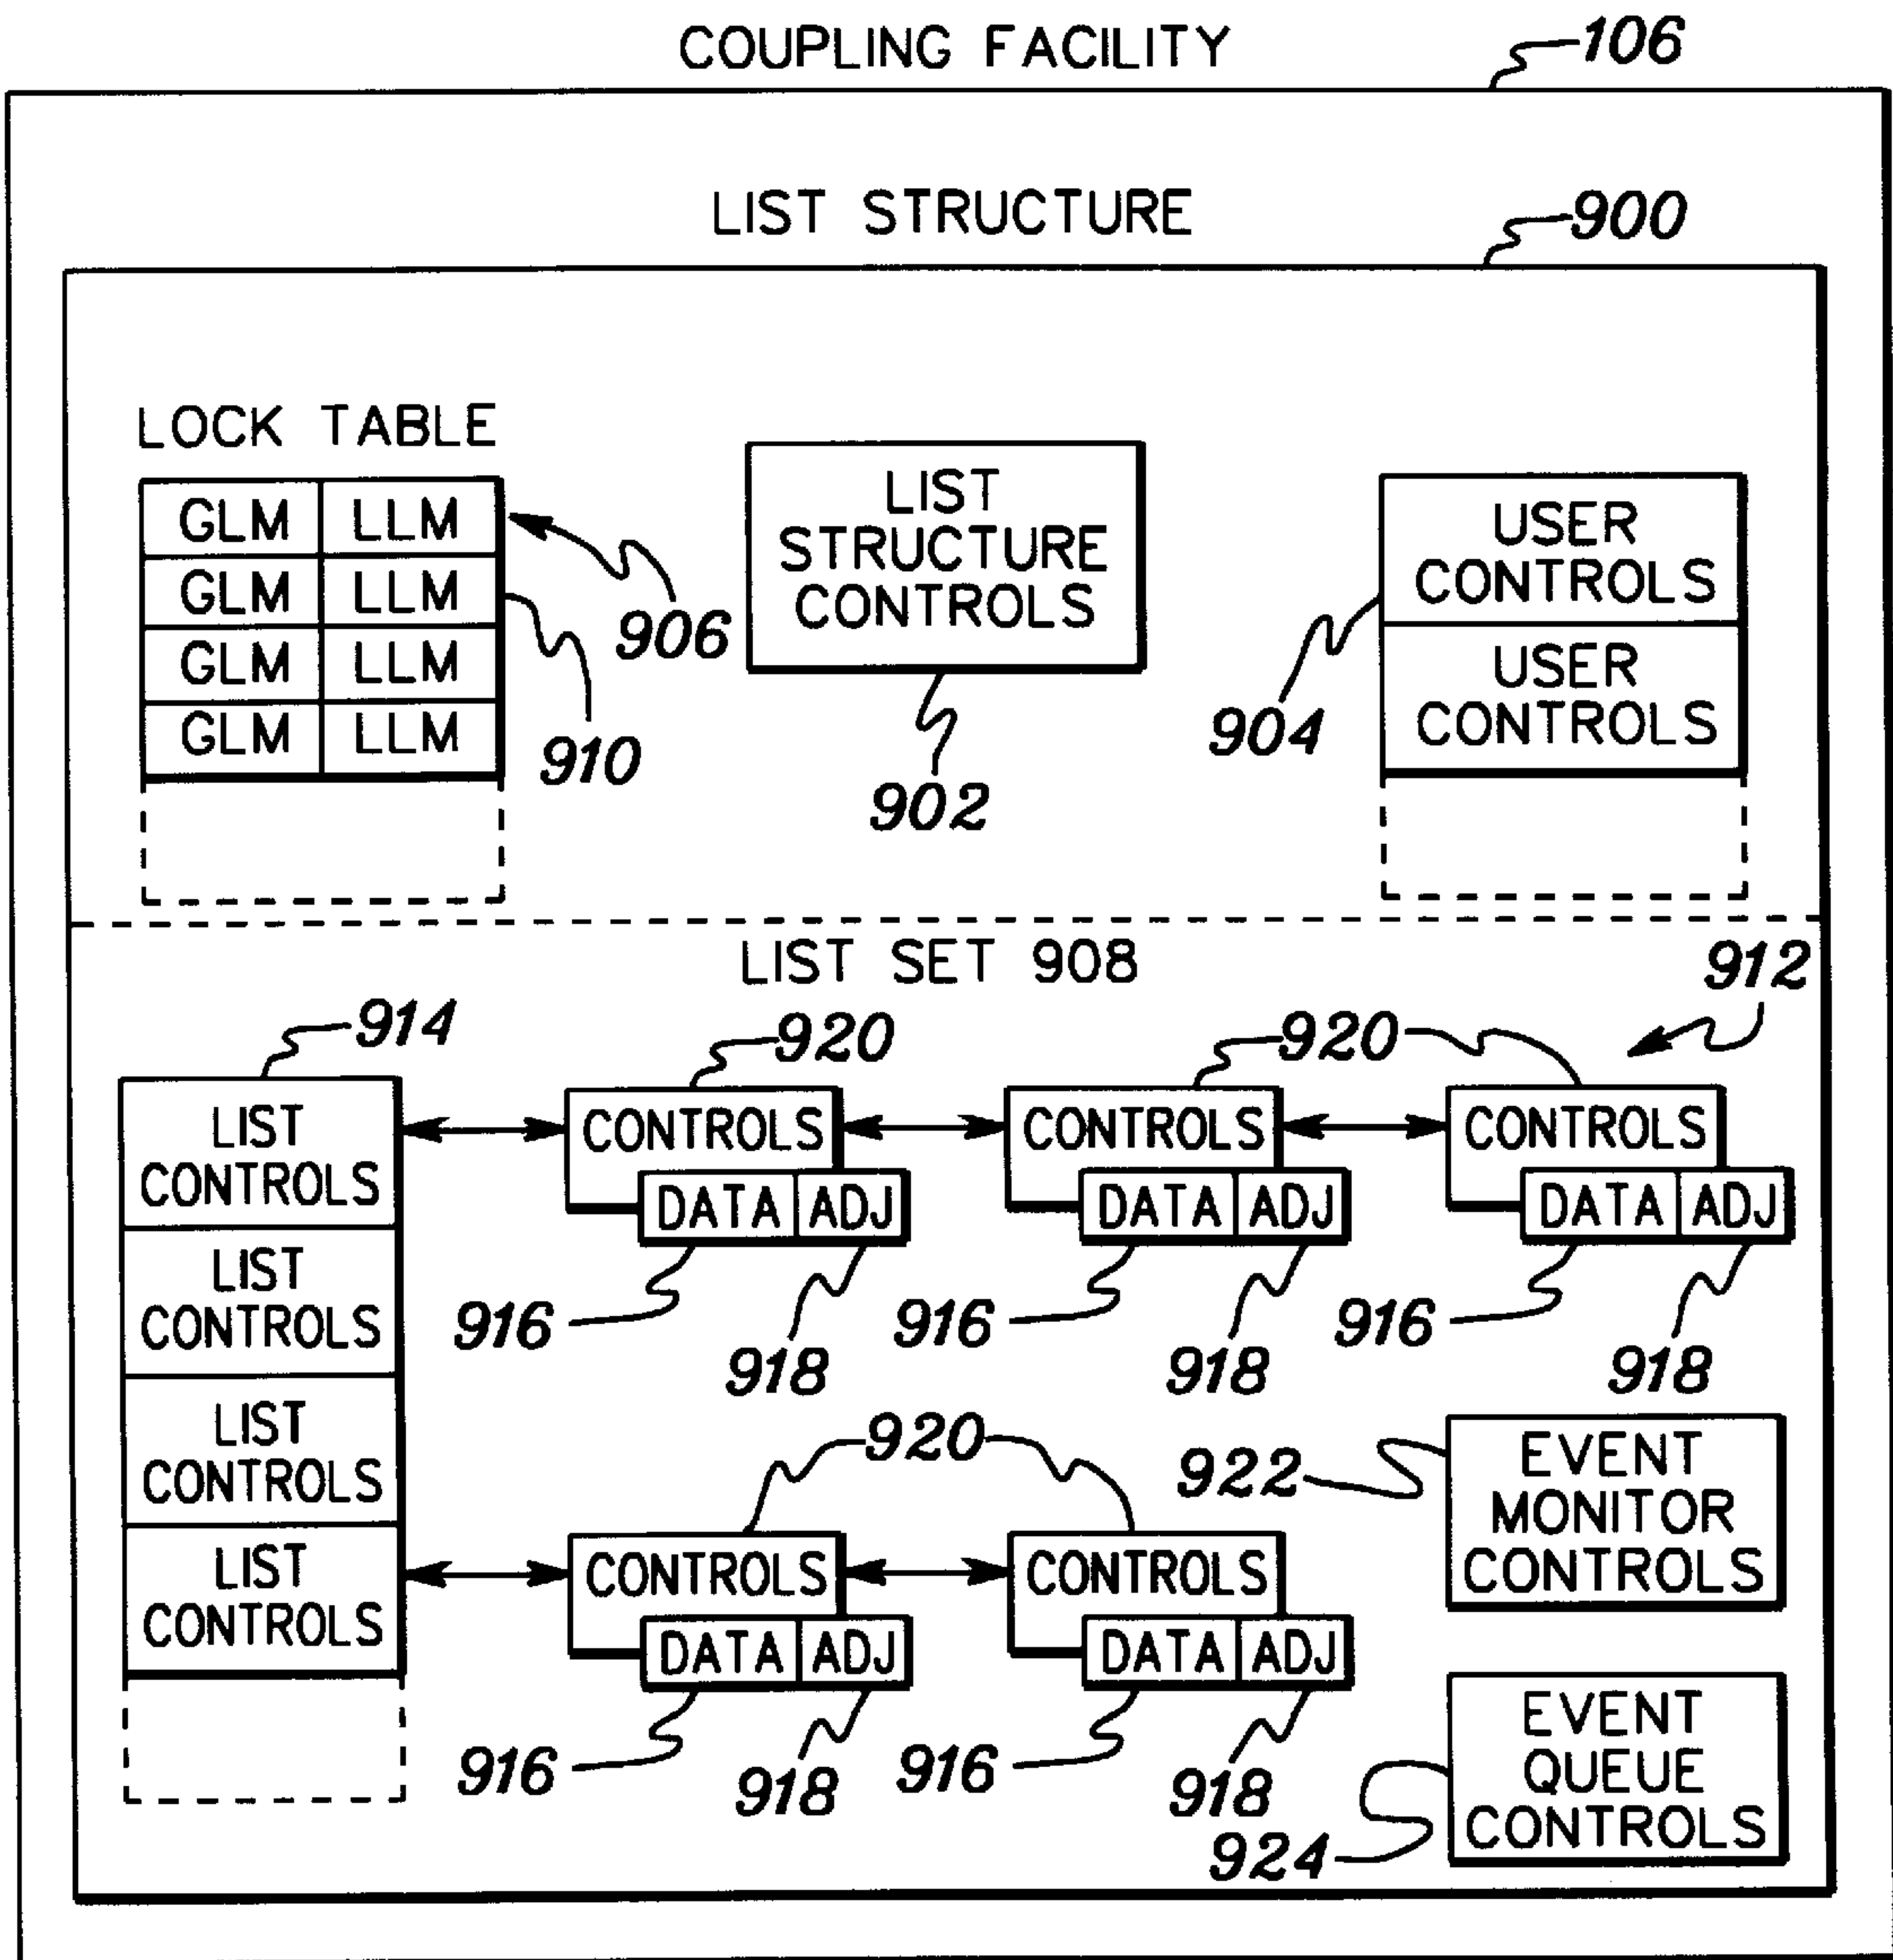 COUPLING FACILITY 106
LIST STRUCTURE 900
LOCK TABLE
GLM LLM
GLM LLM
GLM LLM
GLM LLM
906
910
LIST
STRUCTURE
CONTROLS
902
USER
CONTROLS
USER
CONTROLS
904
LIST SET 908
912
914
920
920
LIST
CONTROLS
LIST
CONTROLS
LIST
CONTROLS
LIST
CONTROLS
CONTROLS
DATA ADJ
CONTROLS
DATA ADJ
CONTROLS
DATA ADJ
916
918
916
918
916
918
920
CONTROLS
DATA ADJ
CONTROLS
DATA ADJ
916
918
916
918
922
EVENT
MONITOR
CONTROLS
EVENT
QUEUE
CONTROLS
924